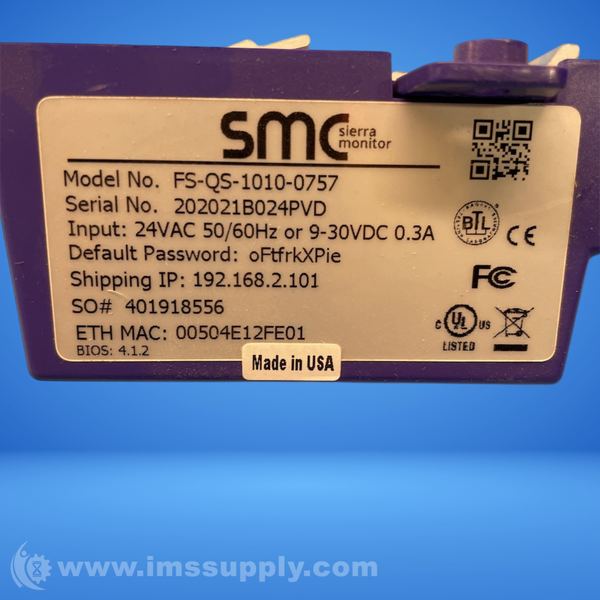 SMC sierra
monitor
Model No. FS-QS-1010-0757
Serial No. 202021B024PVD
Input: 24VAC 50/60Hz or 9-30VDC 0.3A
Default Password: oFtfrkXPie
Shipping IP: 192.168.2.101
SO# 401918556
ETH MAC: 00504E12FE01
BIOS: 4.1.2
BTL
CE
FC
C UL US
LISTED
Made in USA
www.imssupply.com